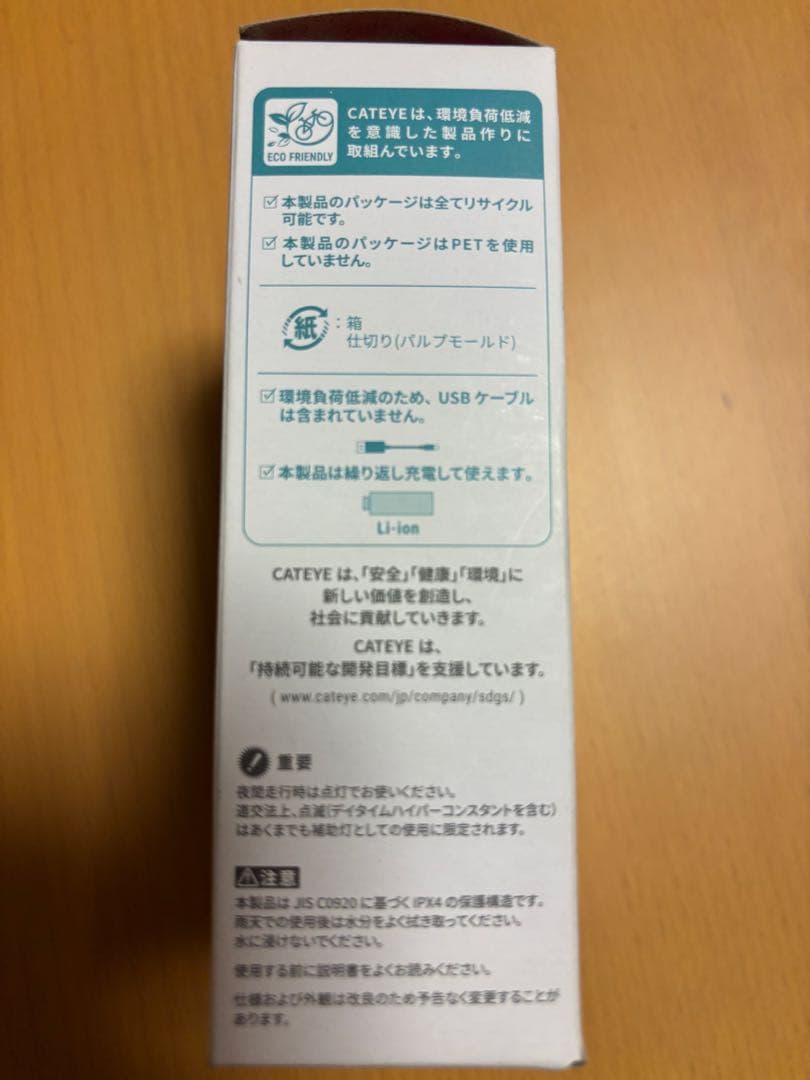 ECO FRIENDLY
CATEYEは、環境負荷低減
を意識した製品作りに
取組んでいます。
☑本製品のパッケージは全てリサイクル
可能です。
☑本製品のパッケージはPETを使用
していません。
紙：箱
仕切り(パルプモールド)
☑環境負荷低減のため、USBケーブル
は含まれていません。
☑本製品は繰り返し充電して使えます。
Li-ion
CATEYE は、「安全」「健康」「環境」に
新しい価値を創造し、
社会に貢献していきます。
CATEYE は、
「持続可能な開発目標」を支援しています。
( www.cateye.com/jp/company/sdgs/ )
重要
夜間走行時は点灯でお使いください。
道交法上、点滅(デイタイムハイパーコンスタントを含む)
はあくまでも補助灯としての使用に限定されます。
⚠注意
本製品は JIS C0920 に基づく IPX4 の保護構造です。
雨天での使用後は水分をよく拭き取ってください。
水に浸けないでください。
使用する前に説明書をよくお読みください。
仕様および外観は改良のため予告なく変更することが
あります。